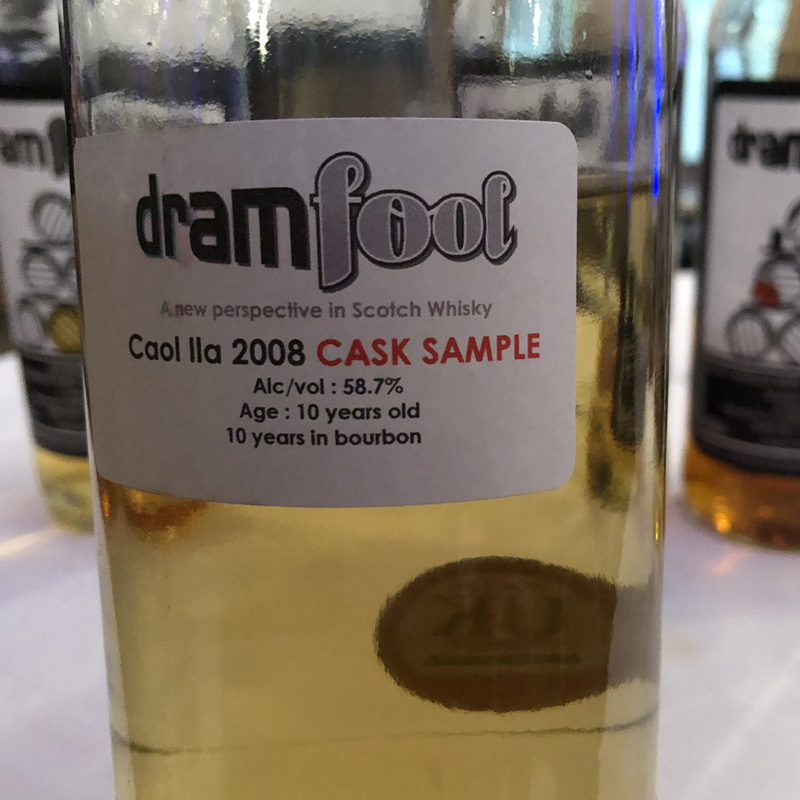 dramfool
A new perspective in Scotch Whisky
Caol Ila 2008 CASK SAMPLE
Alc/vol : 58.7%
Age : 10 years old
10 years in bourbon
UK